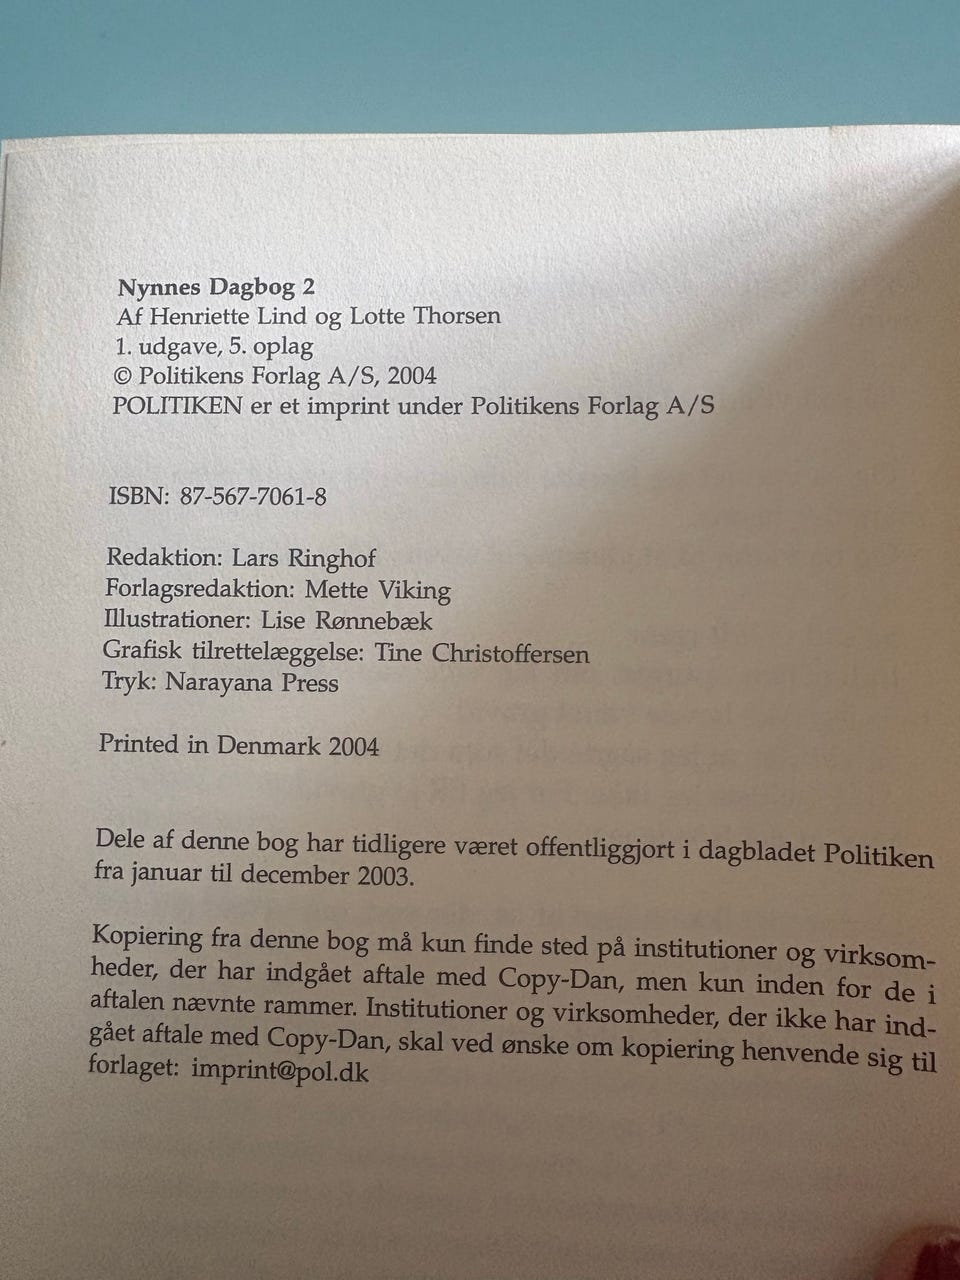 Nynnes Dagbog 2
Af Henriette Lind og Lotte Thorsen
1. udgave, 5. oplag
© Politikens Forlag A/S, 2004
POLITIKEN er et imprint under Politikens Forlag A/S
ISBN: 87-567-7061-8
Redaktion: Lars Ringhof
Forlagsredaktion: Mette Viking
Illustrationer: Lise Rønnebæk
Grafisk tilrettelæggelse: Tine Christoffersen
Tryk: Narayana Press
Printed in Denmark 2004
Dele af denne bog har tidligere været offentliggjort i dagbladet Politiken
fra januar til december 2003.
Kopiering fra denne bog må kun finde sted på institutioner og virksom-
heder, der har indgået aftale med Copy-Dan, men kun inden for de i
aftalen nævnte rammer. Institutioner og virksomheder, der ikke har ind-
gået aftale med Copy-Dan, skal ved ønske om kopiering henvende sig til
forlaget: imprint@pol.dk